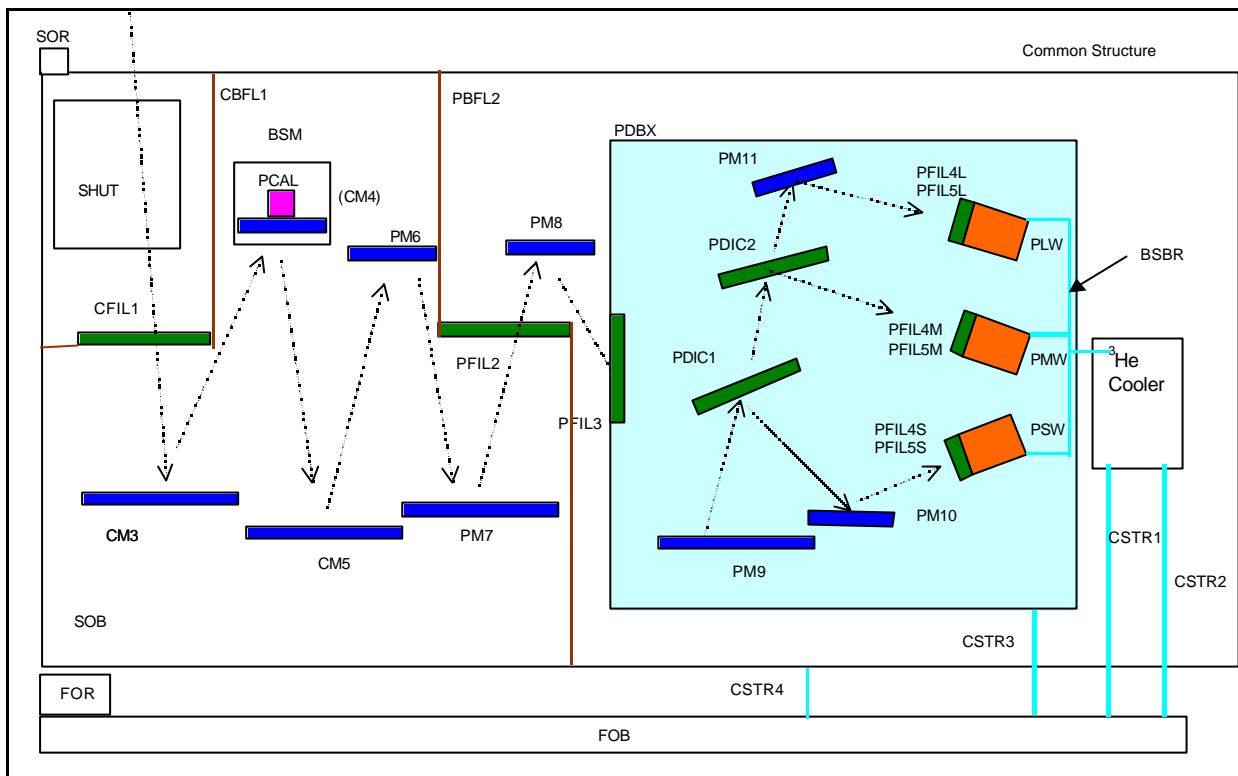 SOR
Common Structure
CBFL1
PBFL2
BSM
PDBX
SHUT
PCAL
(CM4)
PM6
PM8
PM11
PFIL4L
PFIL5L
PDIC2
PLW
BSBR
CFIL1
PFIL2
PDIC1
PFIL4M
PFIL5M
PMW
3He
Cooler
PFIL3
PFIL4S
PFIL5S
PSW
CM3
CM5
PM7
PM9
PM10
CSTR1
CSTR2
SOB
CSTR3
CSTR4
FOR
FOB